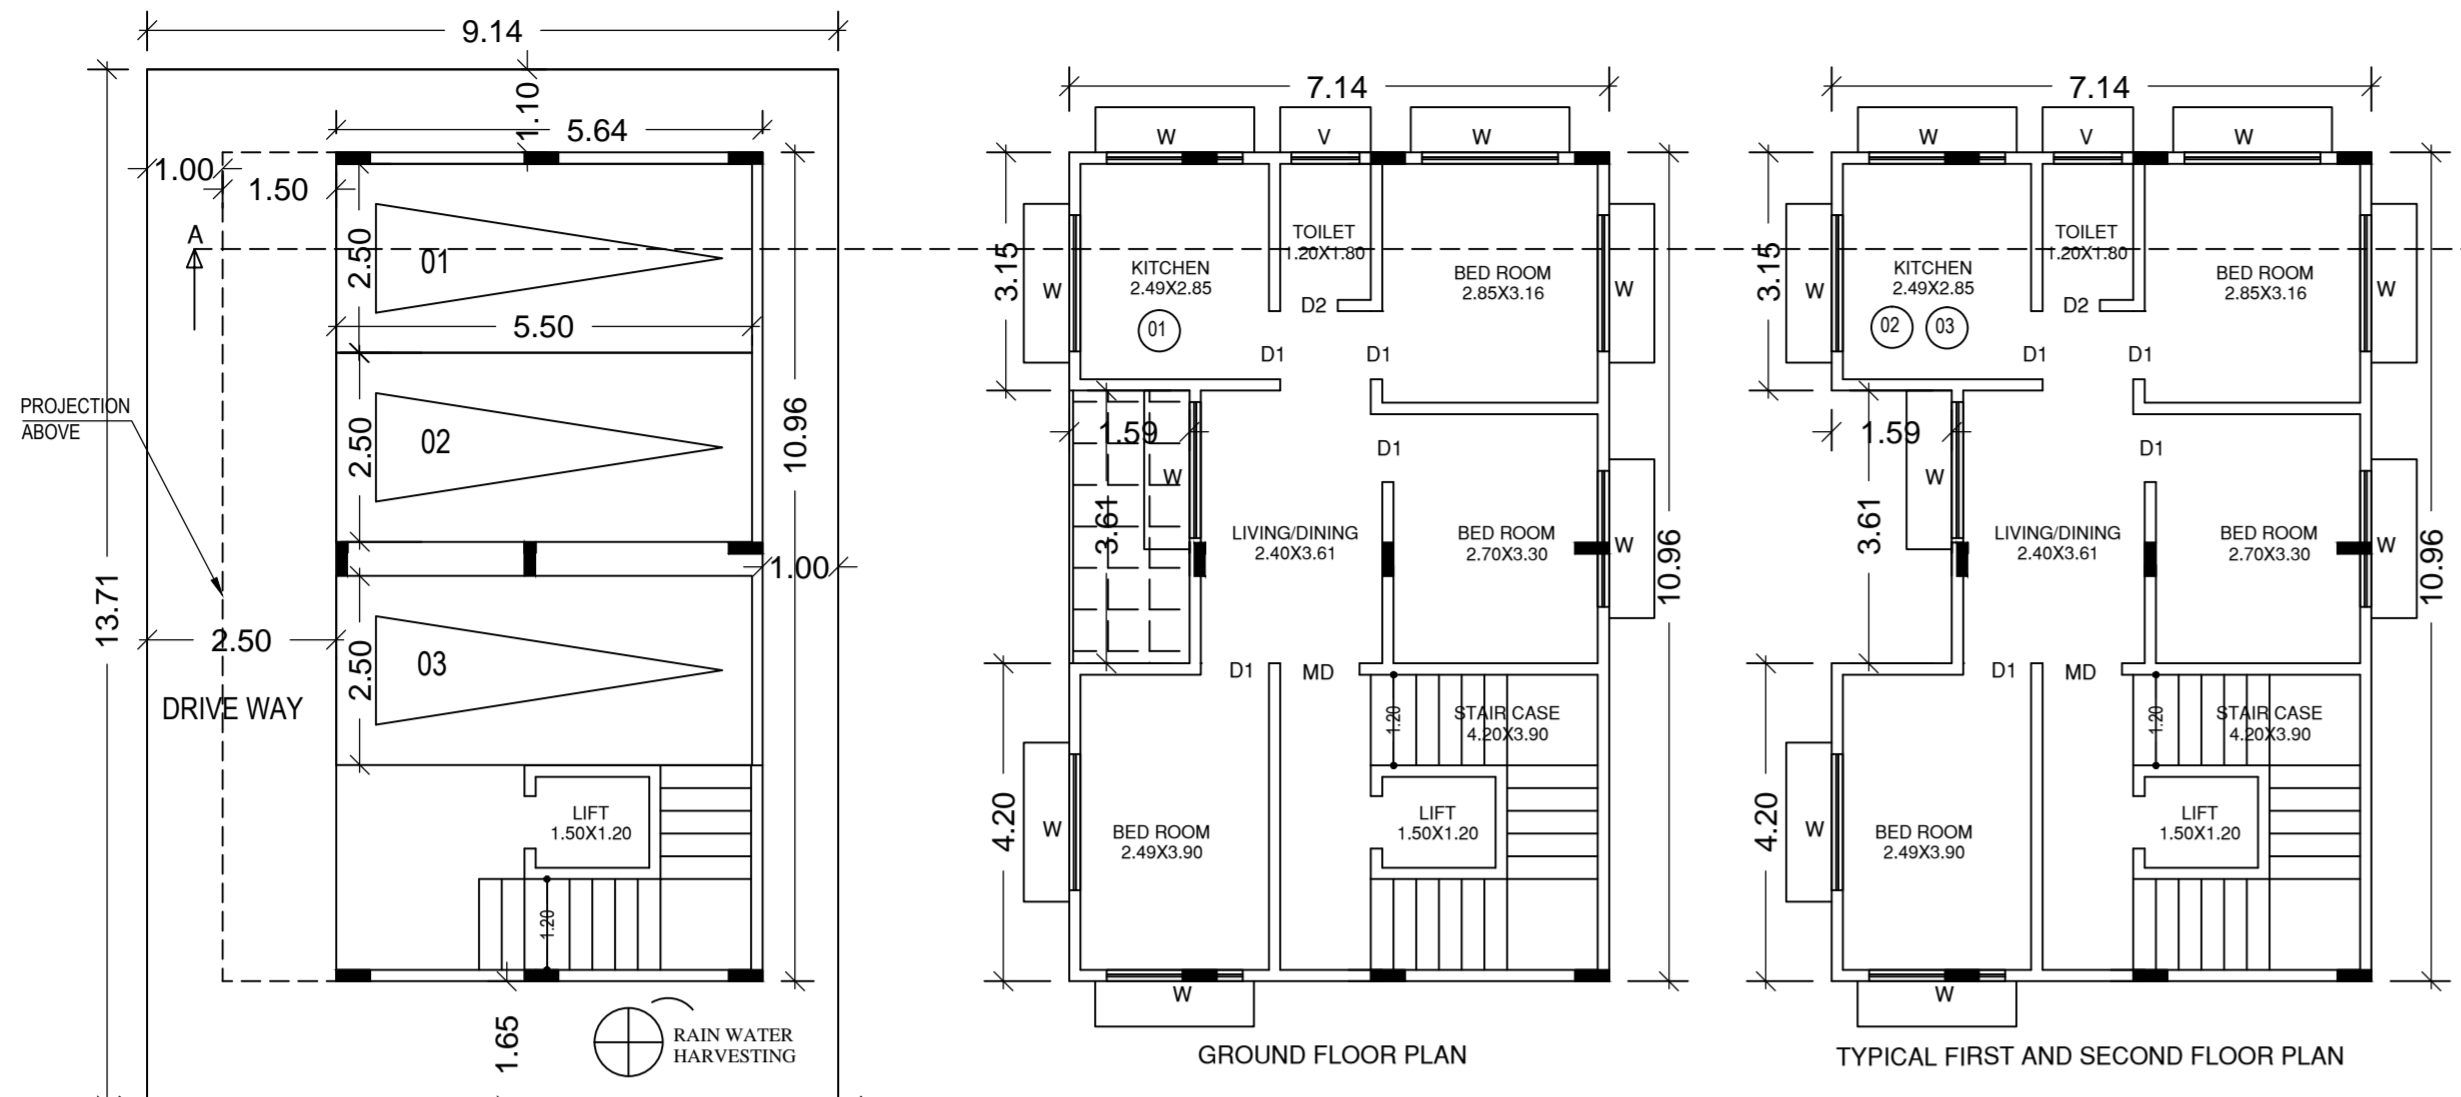 9.14
1.10
5.64
1.00
1.50
A
2.50
01
5.50
PROJECTION
ABOVE
2.50
02
10.96
13.71
1.00
2.50
2.50
03
DRIVE WAY
LIFT
1.50X1.20
1.20
1.65
RAIN WATER
HARVESTING
7.14
W
V
W
3.15
W
KITCHEN
2.49X2.85
01
TOILET
1.20X1.80
D2
BED ROOM
2.85X3.16
W
D1
D1
1.59
W
D1
3.61
LIVING/DINING
2.40X3.61
BED ROOM
2.70X3.30
W
10.96
D1
MD
1.20
STAIR CASE
4.20X3.90
4.20
W
BED ROOM
2.49X3.90
LIFT
1.50X1.20
W
GROUND FLOOR PLAN
7.14
W
V
W
3.15
W
KITCHEN
2.49X2.85
02
03
TOILET
1.20X1.80
D2
BED ROOM
2.85X3.16
W
D1
D1
1.59
W
D1
3.61
LIVING/DINING
2.40X3.61
BED ROOM
2.70X3.30
W
10.96
D1
MD
1.20
STAIR CASE
4.20X3.90
4.20
W
BED ROOM
2.49X3.90
LIFT
1.50X1.20
W
TYPICAL FIRST AND SECOND FLOOR PLAN